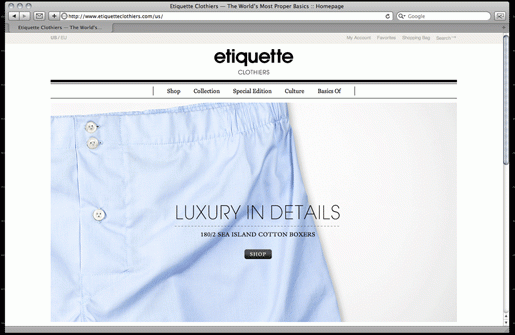 Etiquette Clothiers — The World's Most Proper Basics :: Homepage
http://www.etiquetteclothiers.com/us/
Google
Etiquette Clothiers — The World's...
My Account Favorites Shopping Bag Search
etiquette
CLOTHIERS
Shop Collection Special Edition Culture Basics Of
LUXURY IN DETAILS
180/2 SEA ISLAND COTTON BOXERS
SHOP